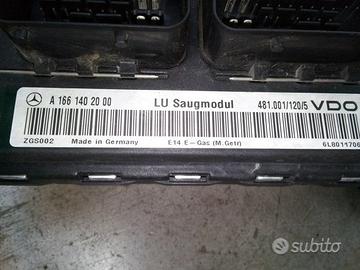 A 166 140 20 00 LU Saugmodul 481.001/120/5 VDO
ZGS002 Made in Germany E14 E-Gas (M.Getr) 6L8011706
subito